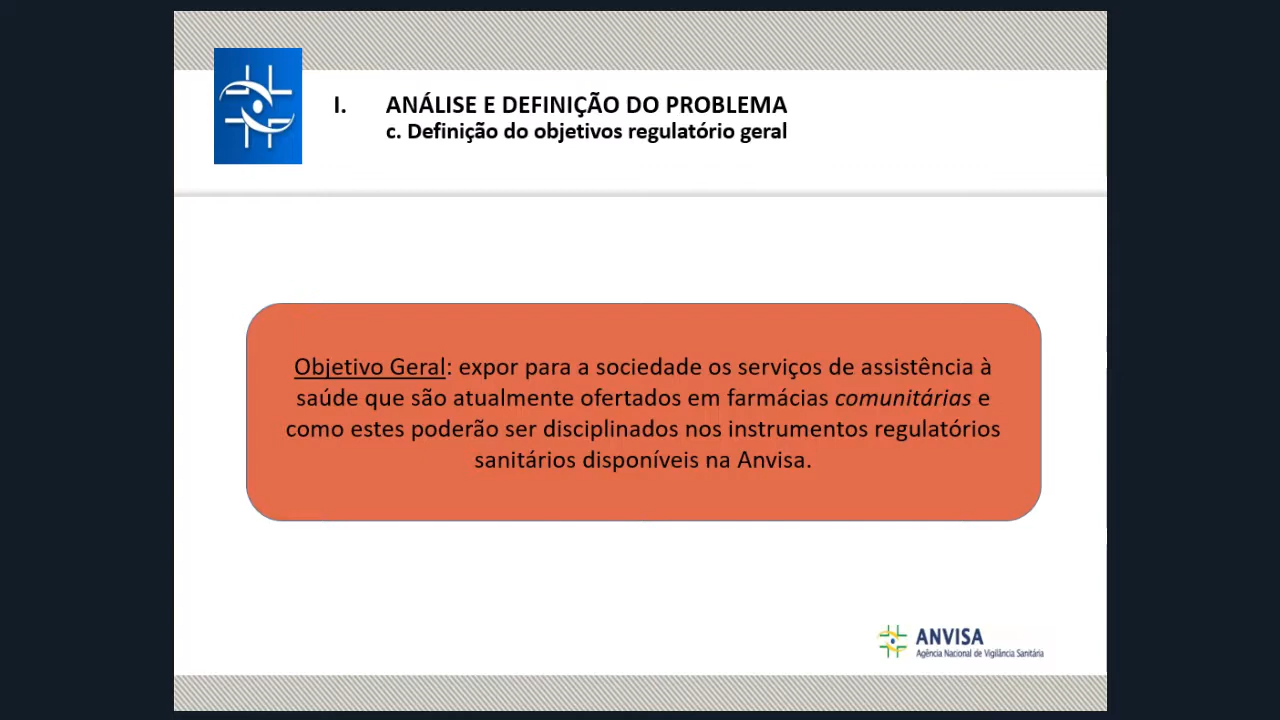 I. ANÁLISE E DEFINIÇÃO DO PROBLEMA
c. Definição do objetivos regulatório geral
Objetivo Geral: expor para a sociedade os serviços de assistência à
saúde que são atualmente ofertados em farmácias comunitárias e
como estes poderão ser disciplinados nos instrumentos regulatórios
sanitários disponíveis na Anvisa.
ANVISA
Agência Nacional de Vigilância Sanitária